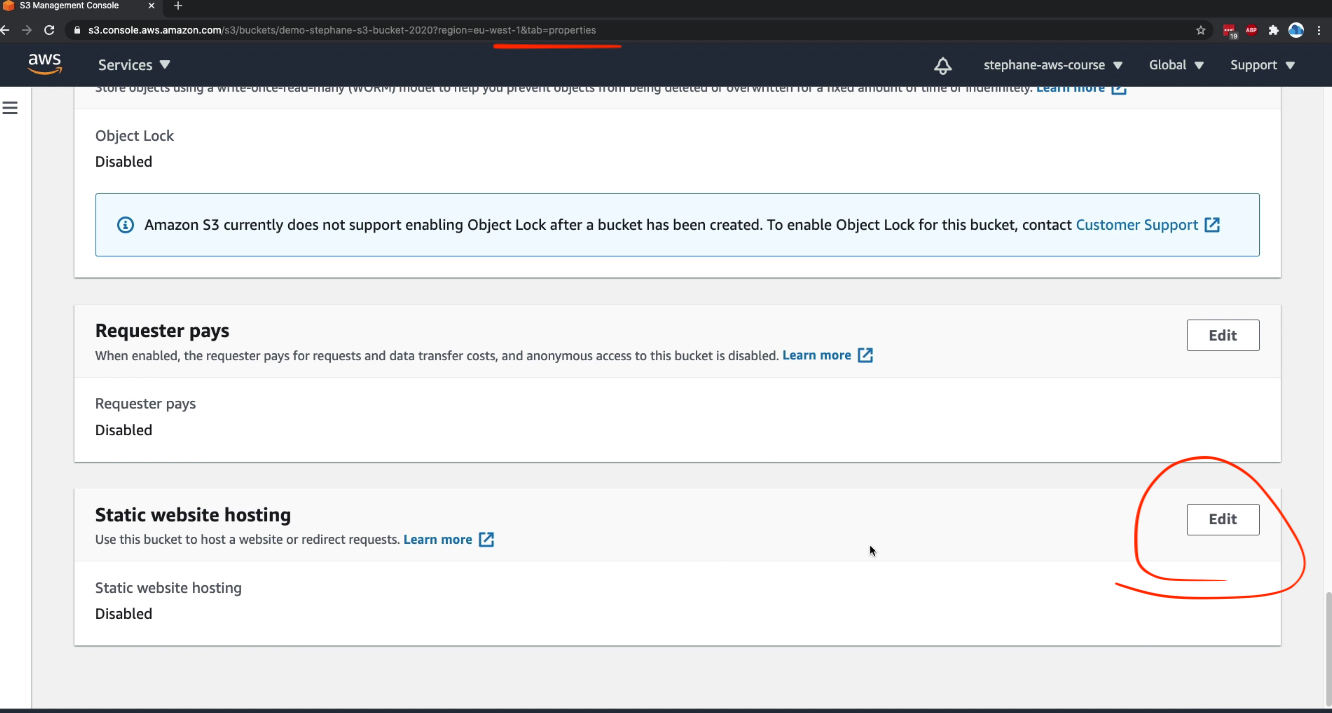 S3 Management Console
s3.console.aws.amazon.com/s3/buckets/demo-stephane-s3-bucket-2020?region=eu-west-1&tab=properties
19
ABP
aws
Services
stephane-aws-course
Global
Support
Store objects using a write-once-read-many (WORM) model to help you prevent objects from being deleted or overwritten for a fixed amount of time or indefinitely. Learn more
Object Lock
Disabled
Amazon S3 currently does not support enabling Object Lock after a bucket has been created. To enable Object Lock for this bucket, contact Customer Support
Requester pays
Edit
When enabled, the requester pays for requests and data transfer costs, and anonymous access to this bucket is disabled. Learn more
Requester pays
Disabled
Static website hosting
Edit
Use this bucket to host a website or redirect requests. Learn more
Static website hosting
Disabled